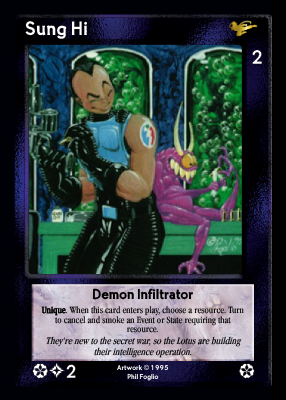 Sung Hi
2
Demon Infiltrator
Unique. When this card enters play, choose a resource. Turn
to cancel and smoke an Event or State requiring that
resource.
They're new to the secret war, so the Lotus are building
their intelligence operation.
2
Artwork © 1995
Phil Foglio